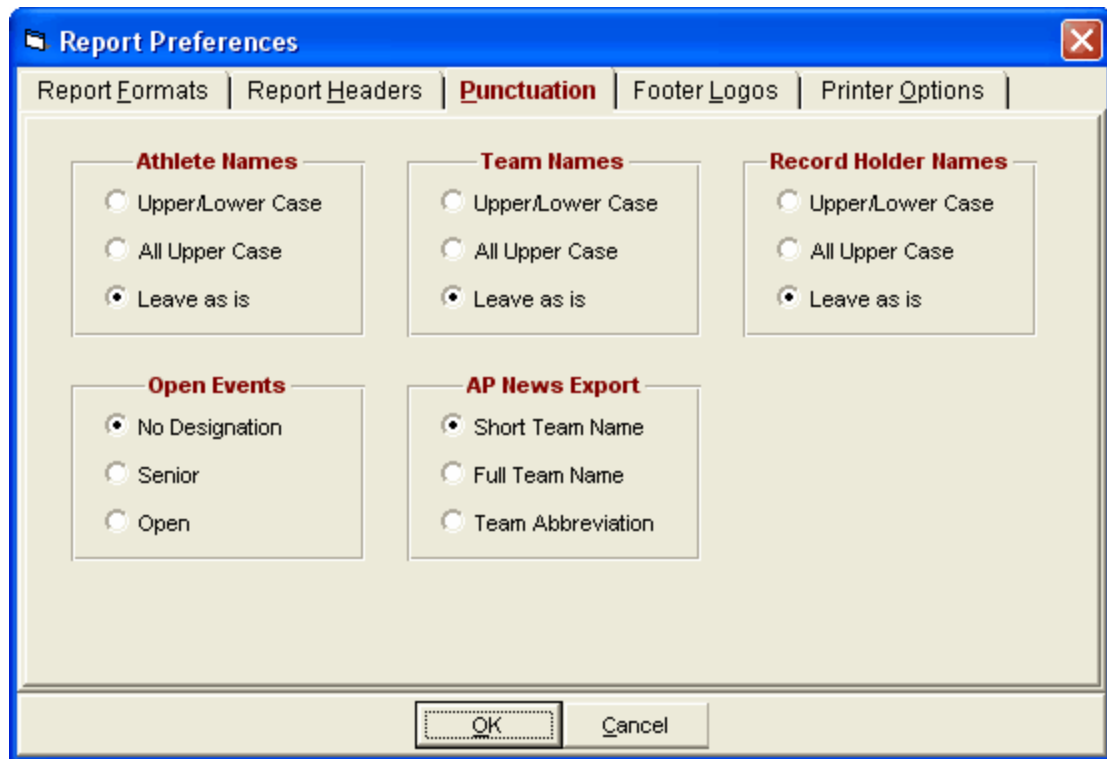 Report Preferences
Report Formats Report Headers Punctuation Footer Logos Printer Options
Athlete Names Team Names Record Holder Names
Upper/Lower Case Upper/Lower Case Upper/Lower Case
All Upper Case All Upper Case All Upper Case
Leave as is Leave as is Leave as is
Open Events AP News Export
No Designation Short Team Name
Senior Full Team Name
Open Team Abbreviation
OK Cancel